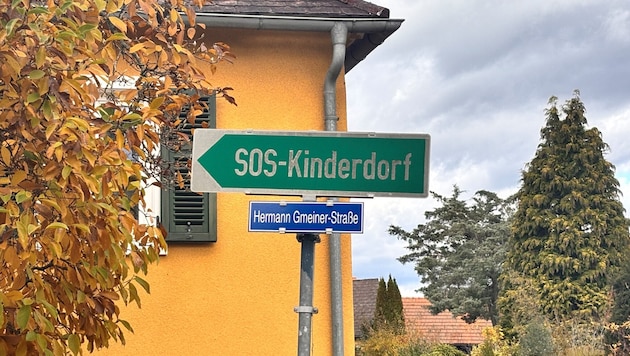 SOS-Kinderdorf
Hermann Gmeiner-Straße